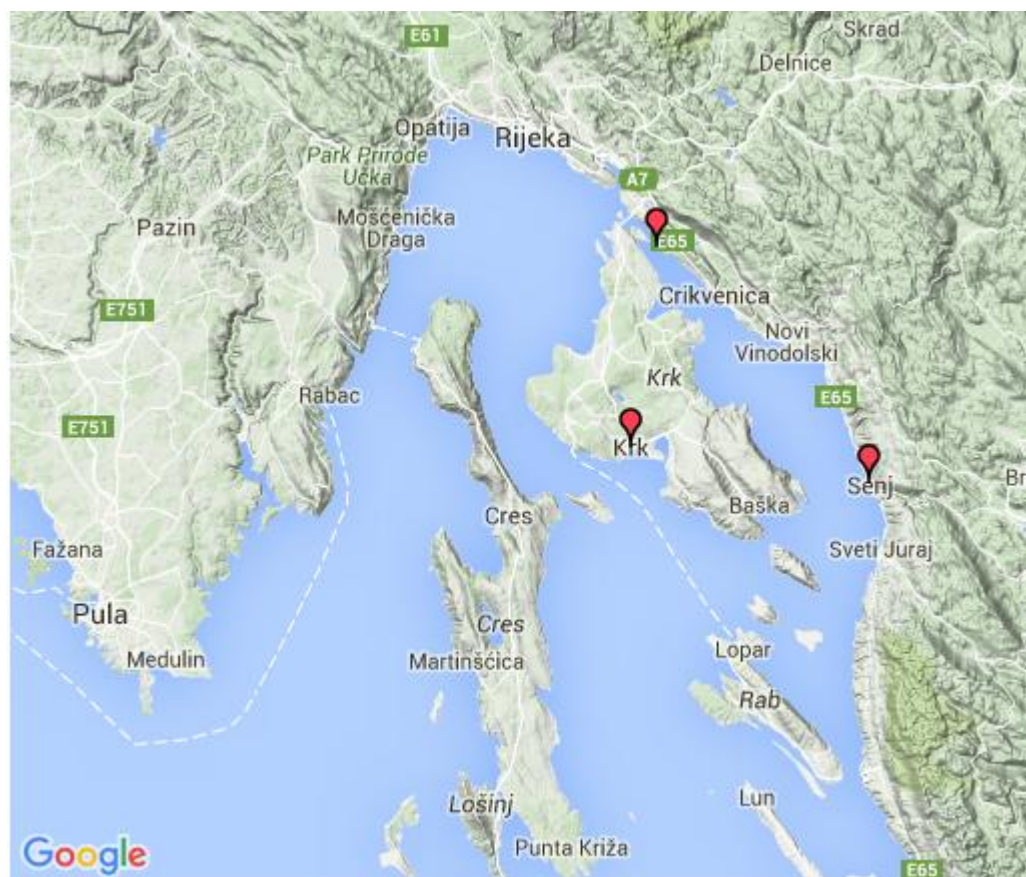 E61
Skrad
Delnice
Opatija
Rijeka
Park Prirode
Učka
A7
Mošćenička
Draga
Pazin
E65
Crikvenica
E751
Novi
Vinodolski
Krk
Rabac
E65
E751
Krk
Senj
Br
Baška
Cres
Fažana
Sveti Juraj
Pula
Cres
Medulin
Martinšćica
Lopar
Rab
Lošinj
Lun
Punta Križa
Google
E65